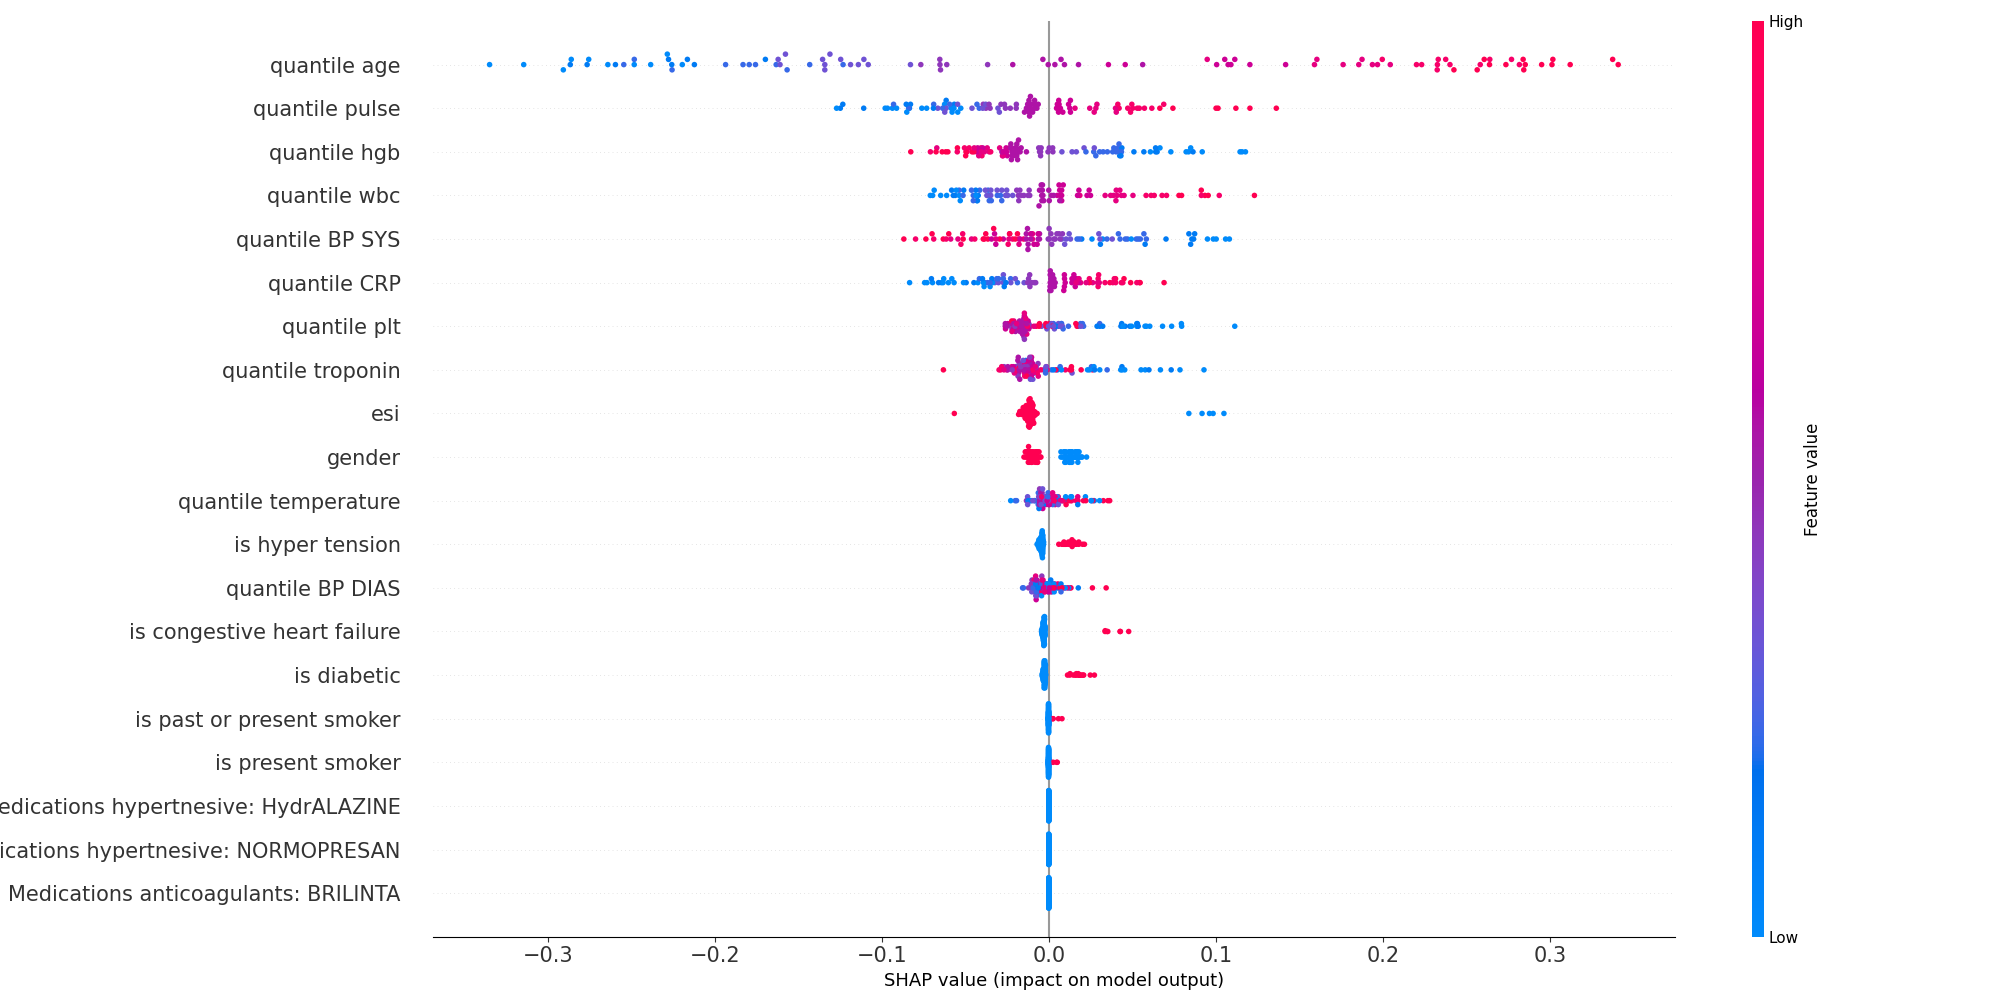 High
quantile age
quantile pulse
quantile hgb
quantile wbc
quantile BP SYS
quantile CRP
quantile plt
quantile troponin
esi
gender
Feature value
quantile temperature
is hyper tension
quantile BP DIAS
is congestive heart failure
is diabetic
is past or present smoker
is present smoker
edications hypertnesive: HydrALAZINE
ications hypertnesive: NORMOPRESAN
Medications anticoagulants: BRILINTA
Low
−0.3 −0.2 −0.1 0.0 0.1 0.2 0.3
SHAP value (impact on model output)